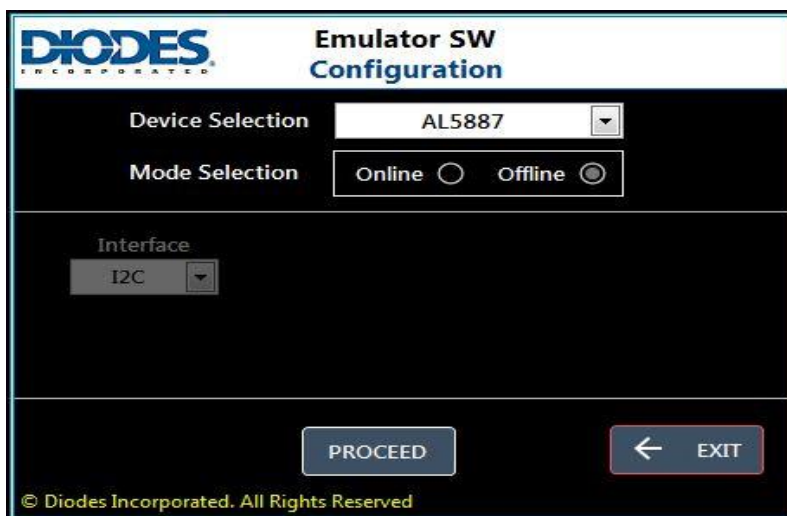 DIODES.
INCORPORATED
Emulator SW
Configuration
Device Selection
AL5887
Mode Selection
Online
Offline
Interface
I2C
PROCEED
EXIT
© Diodes Incorporated. All Rights Reserved